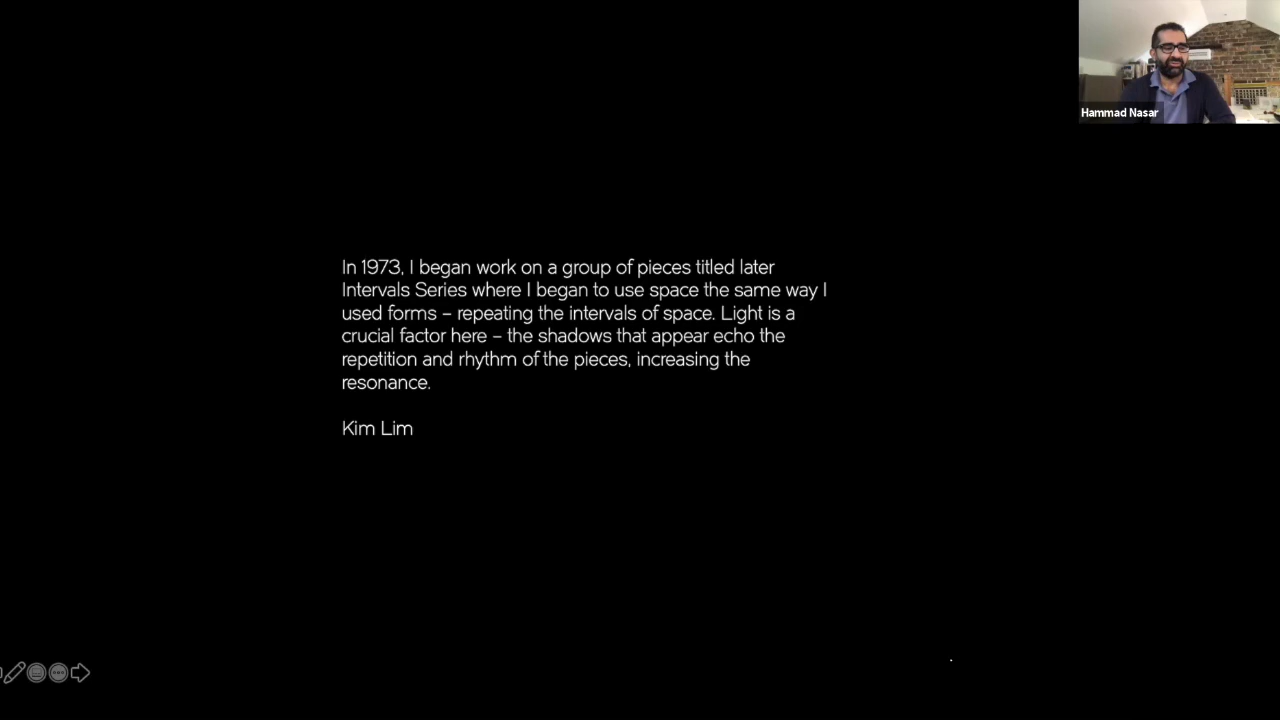 Hammad Nasar
In 1973, I began work on a group of pieces titled later
Intervals Series where I began to use space the same way I
used forms – repeating the intervals of space. Light is a
crucial factor here – the shadows that appear echo the
repetition and rhythm of the pieces, increasing the
resonance.
Kim Lim